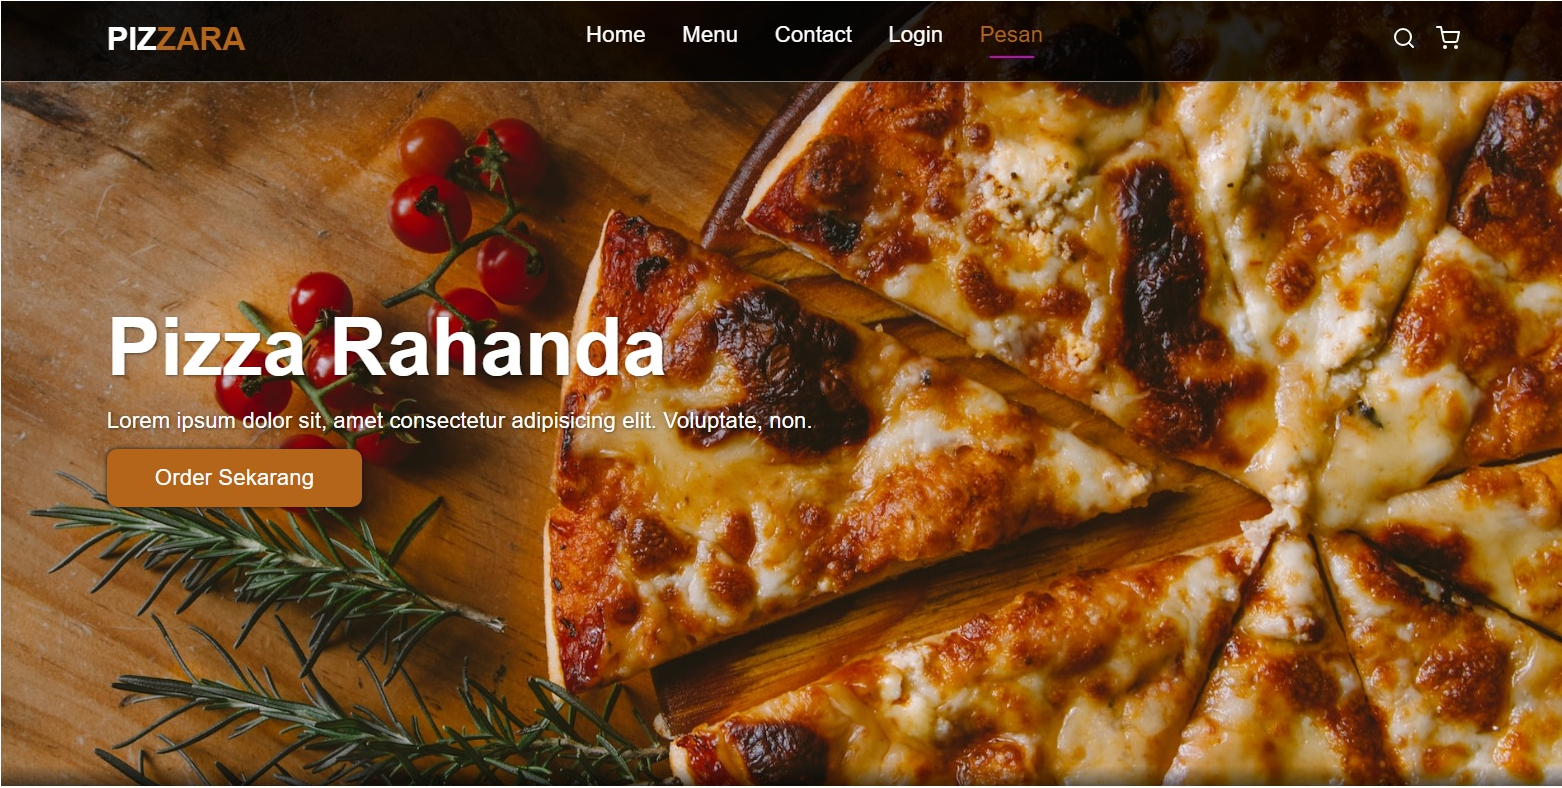 PIZZARA
Home Menu Contact Login Pesan
Pizza Rahanda
Lorem ipsum dolor sit, amet consectetur adipisicing elit. Voluptate, non.
Order Sekarang